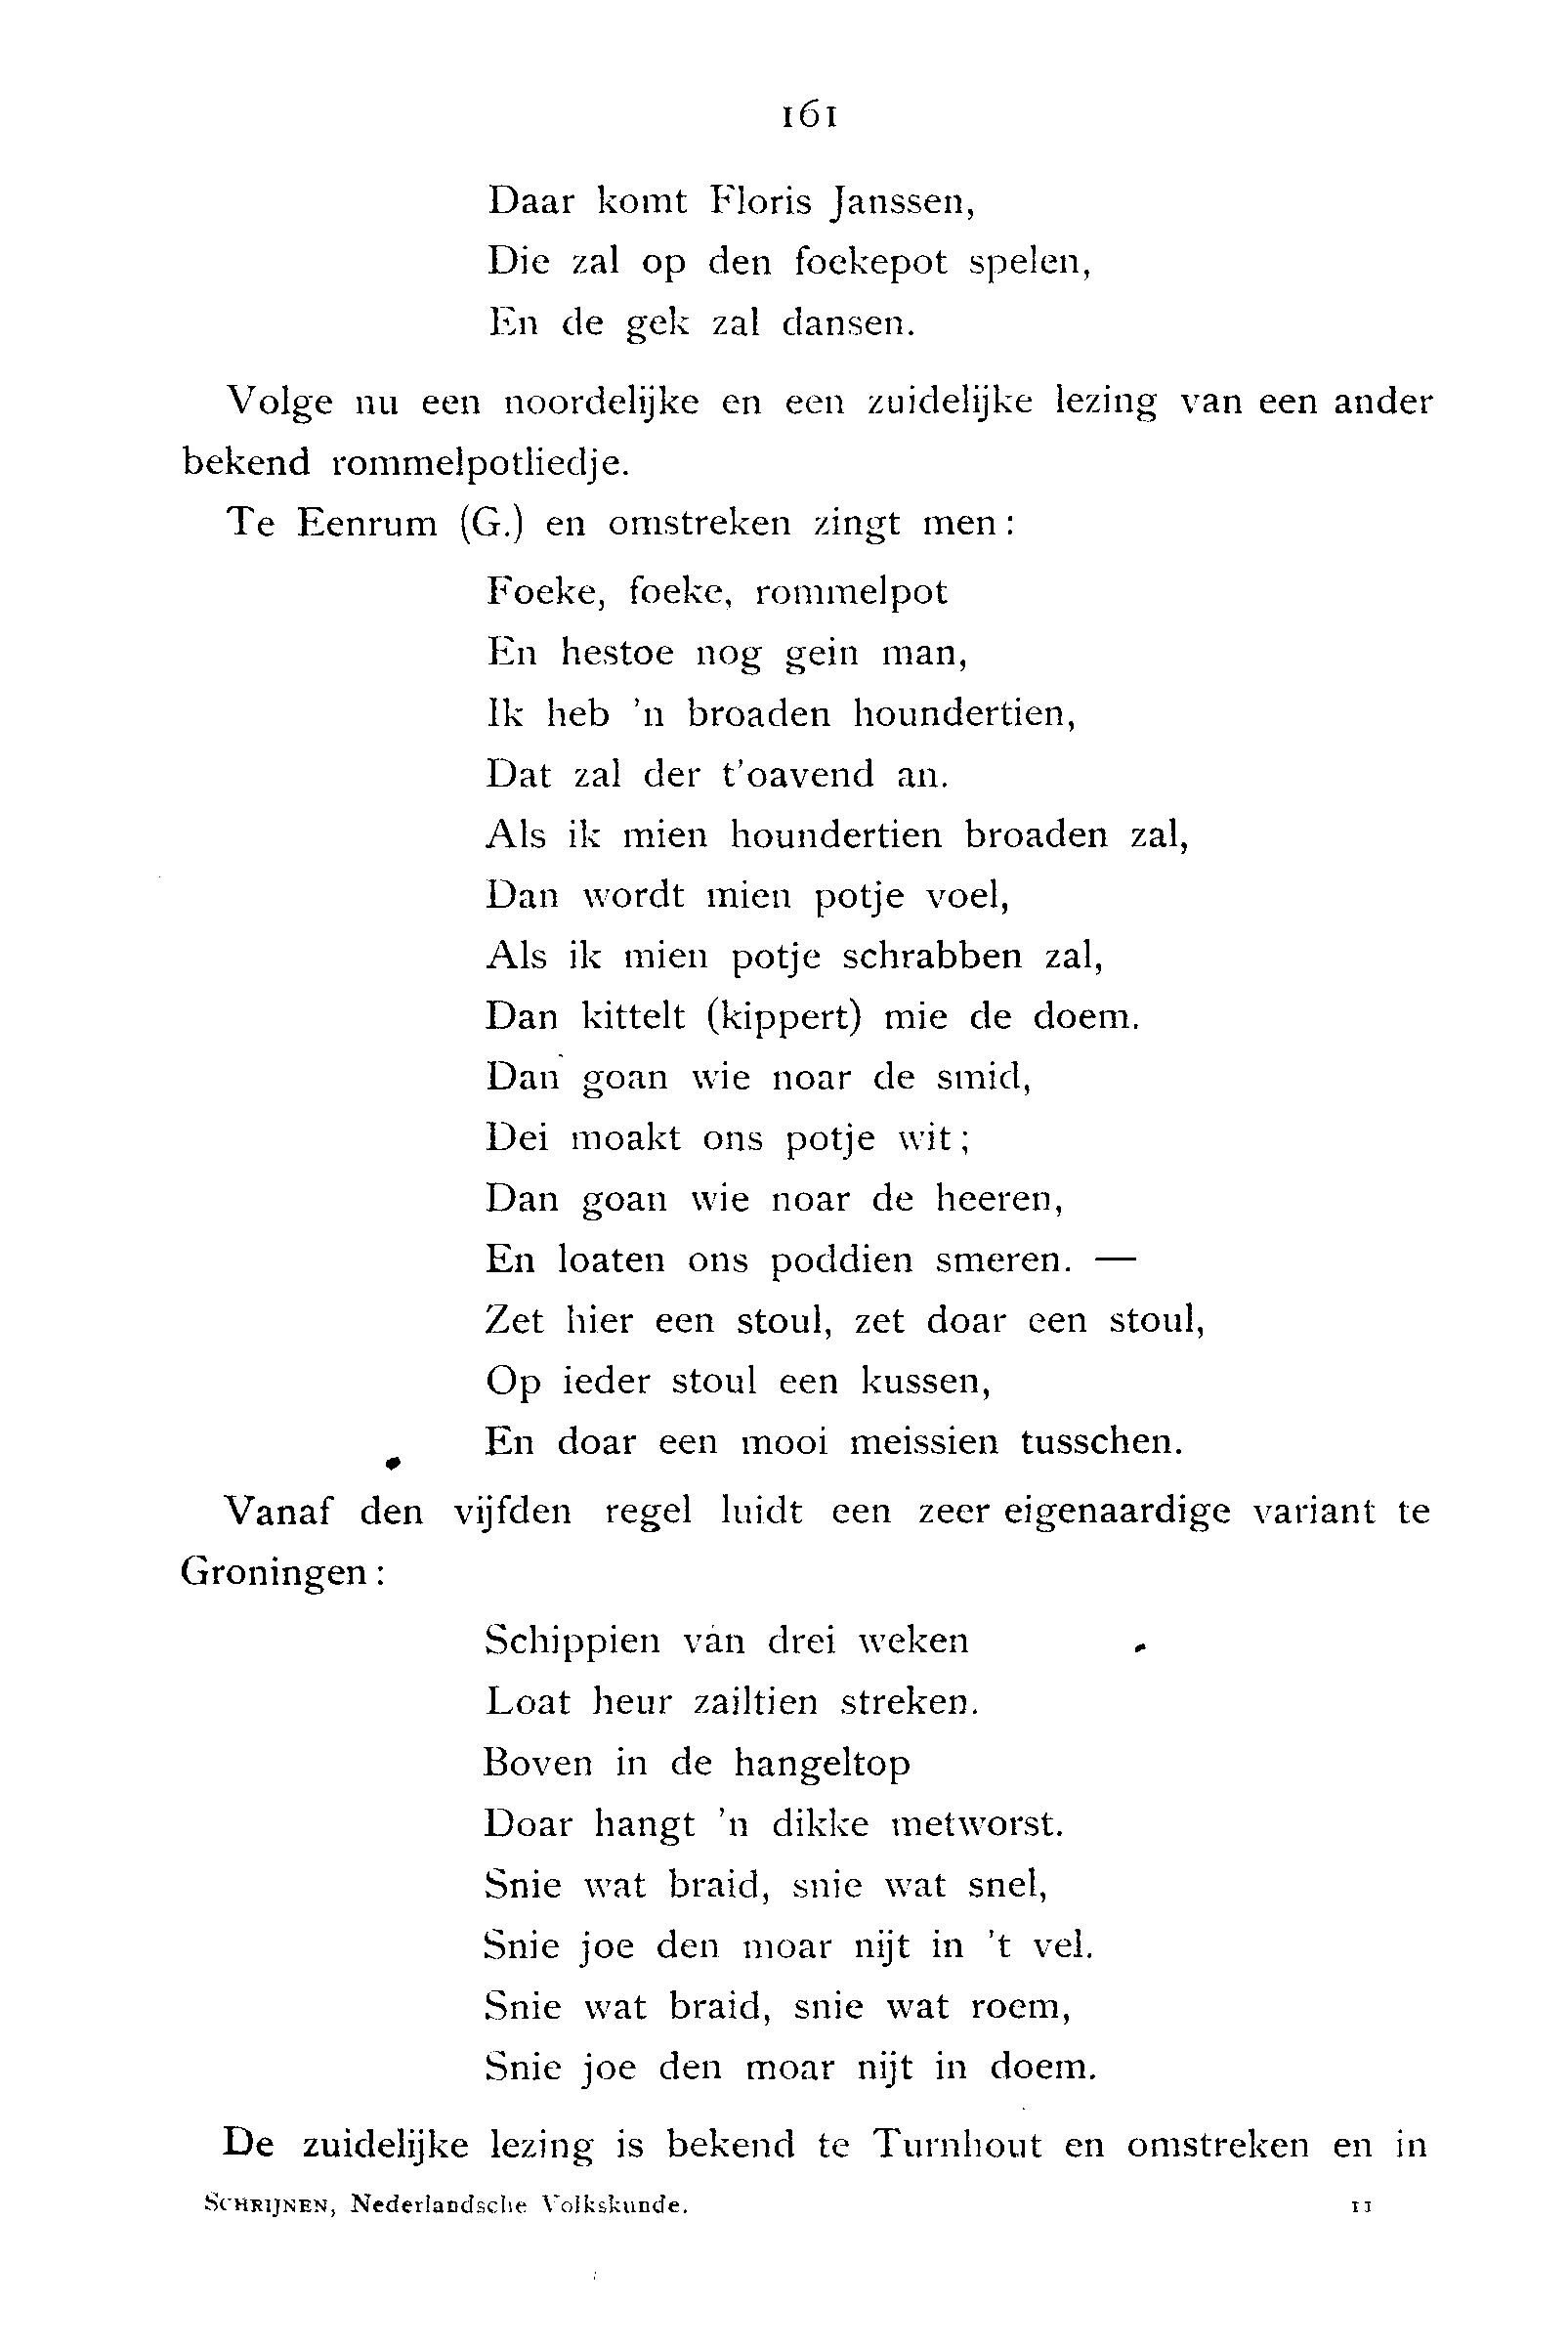 161
Daar komt Floris Janssen,
Die zal op den foekepot spelen,
En de gek zal dansen.
Volge nu een noordelijke en een zuidelijke lezing van een ander
bekend rommelpotliedje.
Te Eenrum (G.) en omstreken zingt men:
Foeke, foeke, rommelpot
En hestoe nog gein man,
Ik heb 'n broaden houndertien,
Dat zal der t'oavend an.
Als ik mien houndertien broaden zal,
Dan wordt mien potje voel,
Als ik mien potje schrabben zal,
Dan kittelt (kippert) mie de doem.
Dan goan wie noar de smid,
Dei moakt ons potje wit;
Dan goan wie noar de heeren,
En loaten ons poddien smeren. —
Zet hier een stoul, zet doar een stoul,
Op ieder stoul een kussen,
En doar een mooi meissien tusschen.
Vanaf den vijfden regel luidt een zeer eigenaardige variant te
Groningen:
Schippien van drei weken
Loat heur zailtien streken.
Boven in de hangeltop
Doar hangt 'n dikke metworst.
Snie wat braid, snie wat snel,
Snie joe den moar nijt in 't vel.
Snie wat braid, snie wat roem,
Snie joe den moar nijt in doem.
De zuidelijke lezing is bekend te Turnhout en omstreken en in
SCHRIJNEN, Nederlandsche Volkskunde. 11